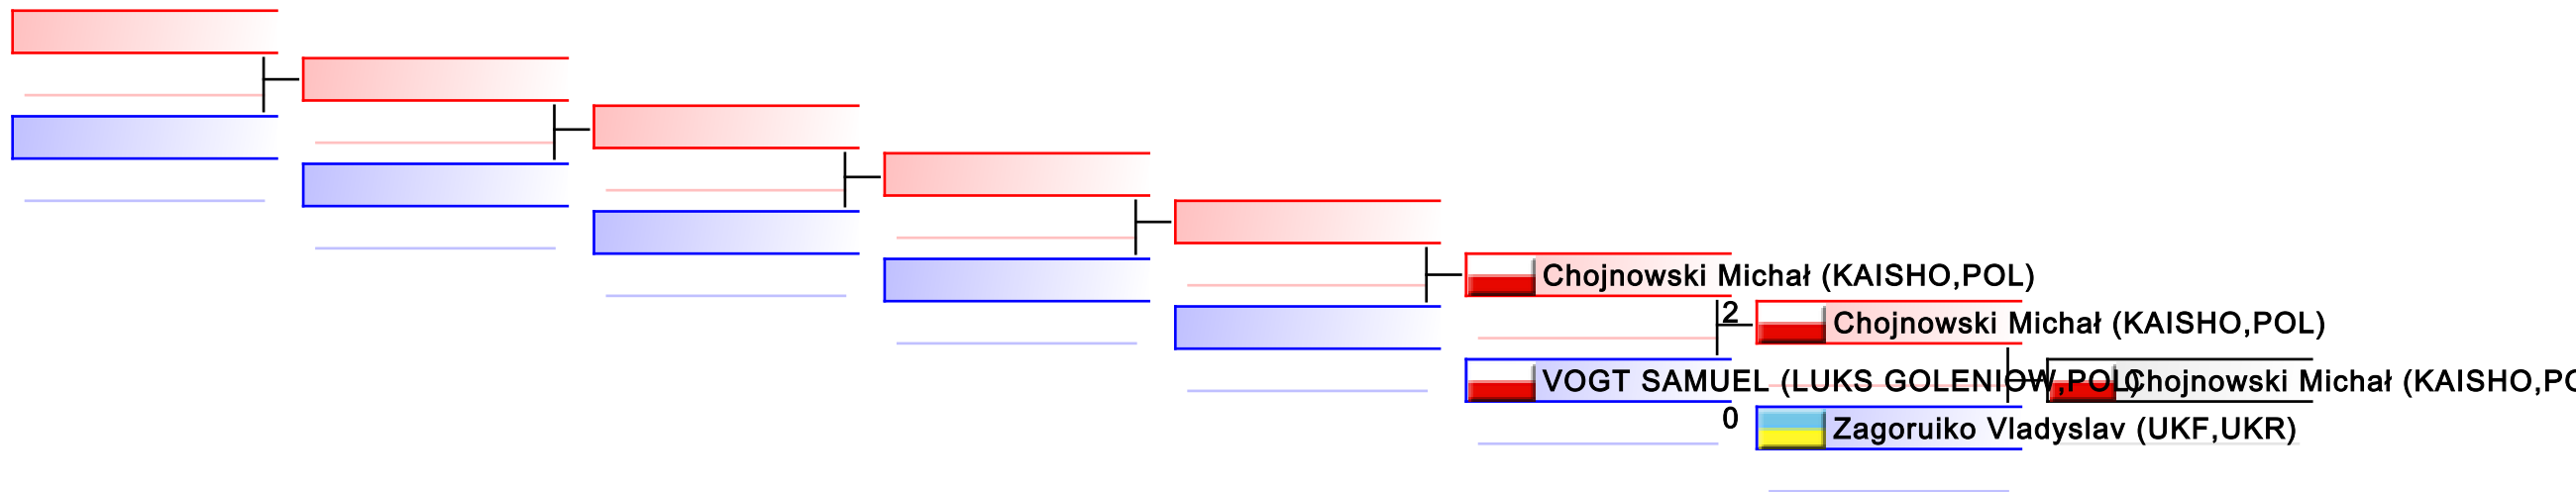 Chojnowski Michał (KAISHO,POL)
2
Chojnowski Michał (KAISHO,POL)
VOGT SAMUEL (LUKS GOLENIOW,POL)
Chojnowski Michał (KAISHO,PO
0
Zagoruiko Vladyslav (UKF,UKR)